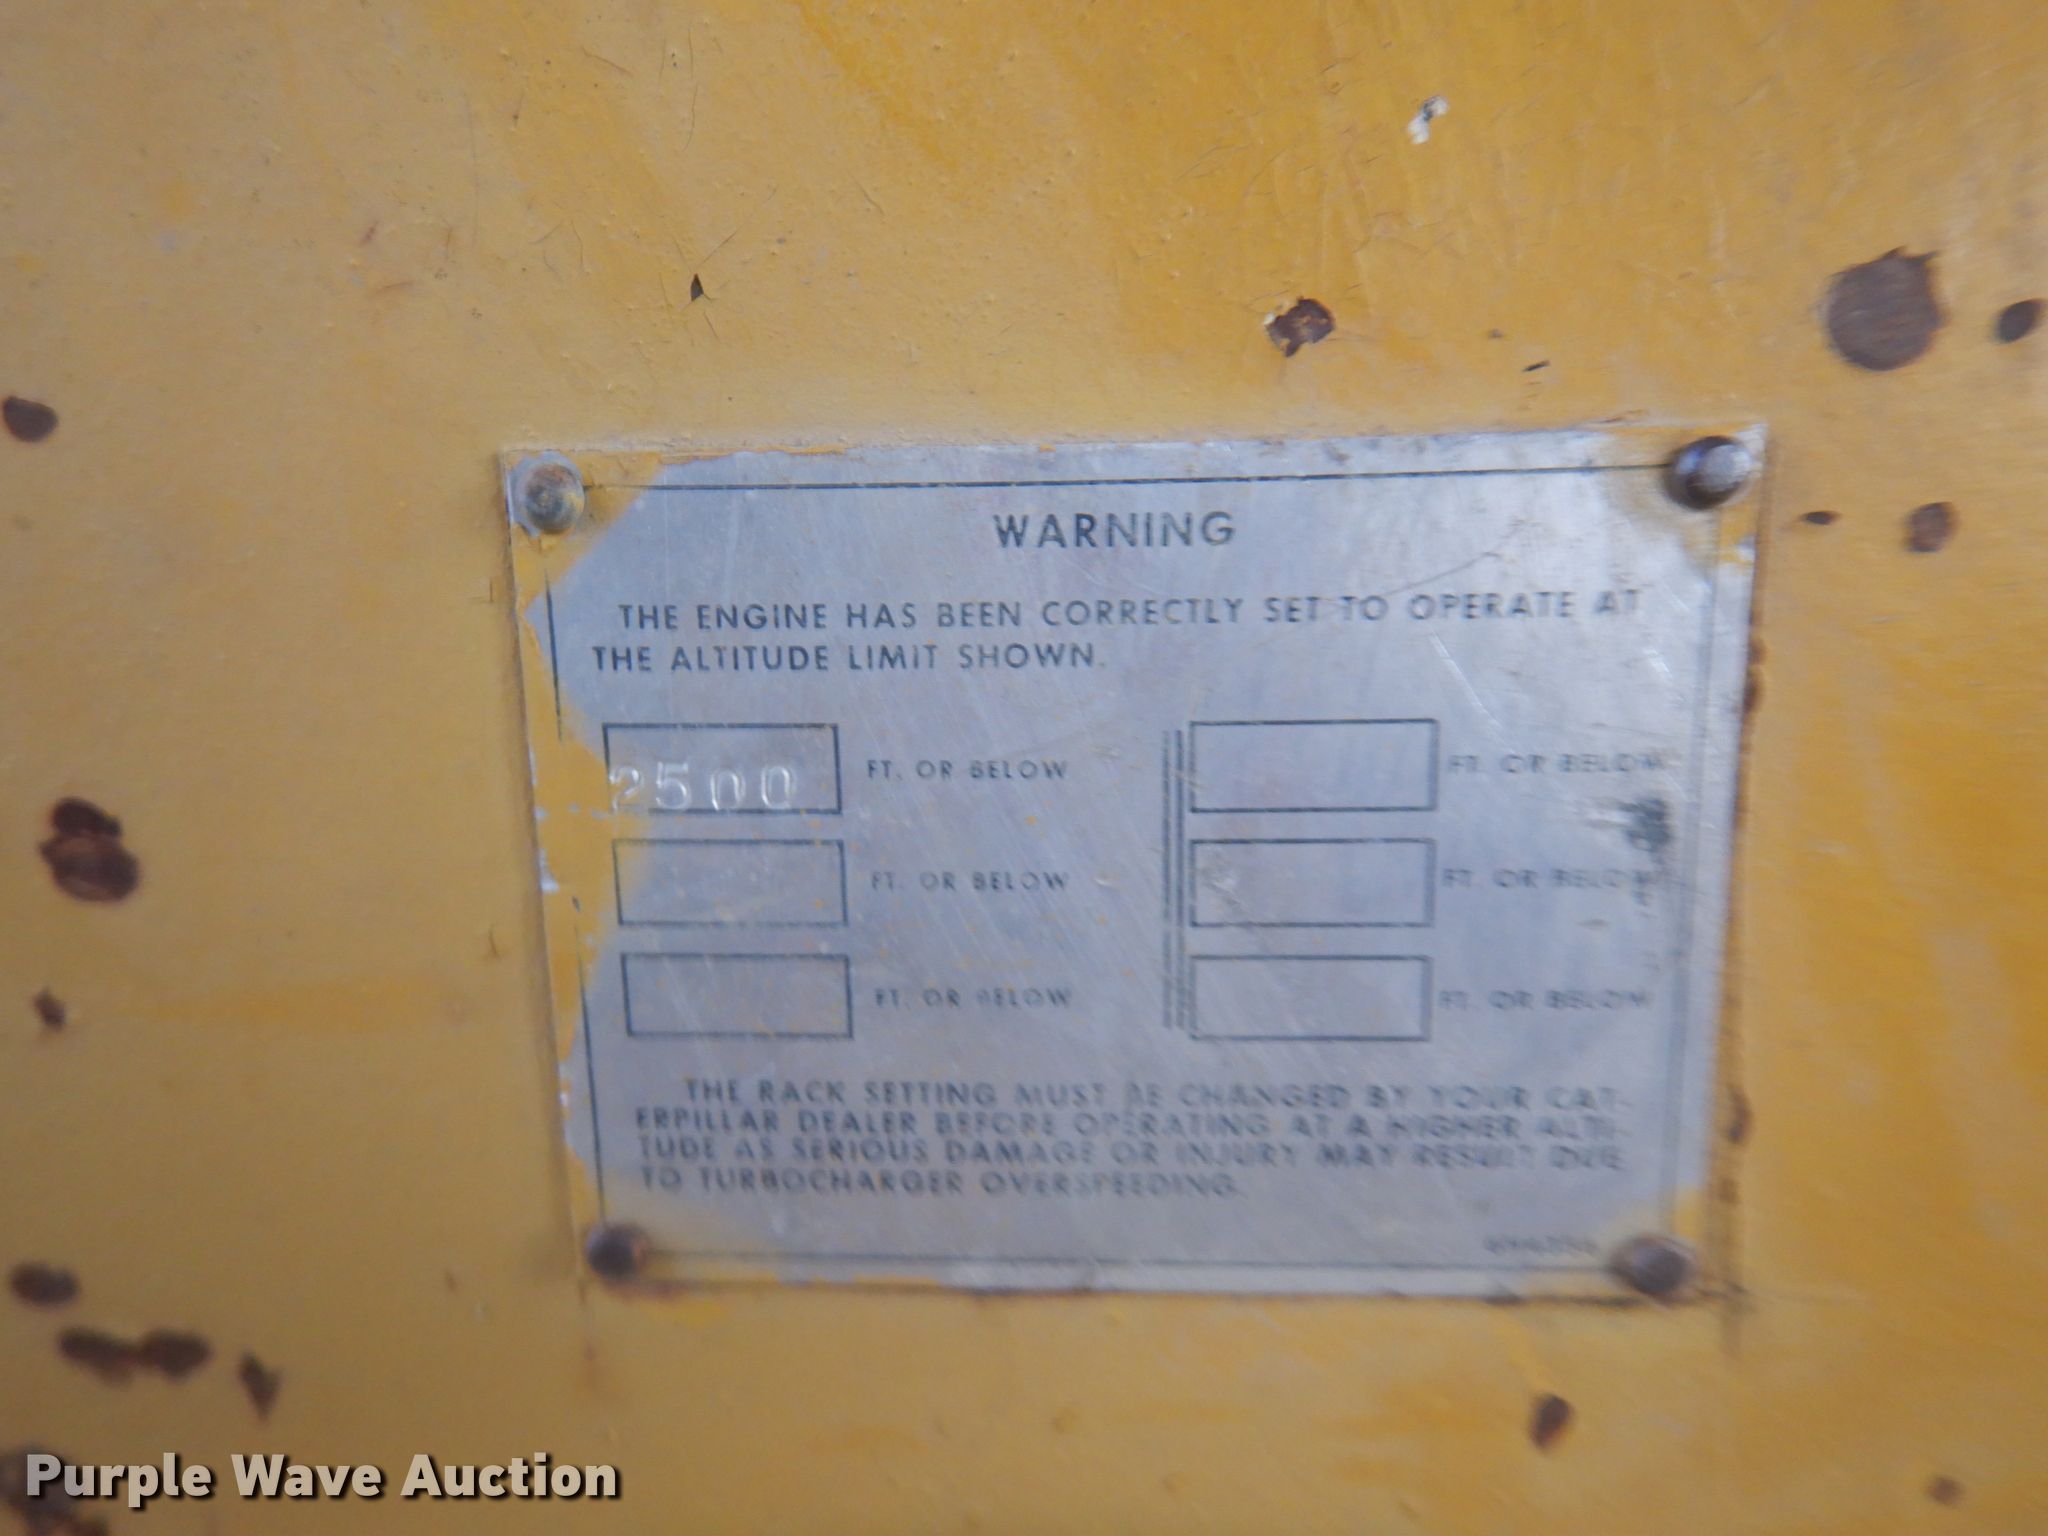 WARNING
THE ENGINE HAS BEEN CORRECTLY SET TO OPERATE AT
THE ALTITUDE LIMIT SHOWN.
2500 FT. OR BELOW FT. OR BELOW
FT. OR BELOW FT. OR BELOW
FT. OR BELOW FT. OR BELOW
THE RACK SETTING MUST BE CHANGED BY YOUR CAT-
ERPILLAR DEALER BEFORE OPERATING AT A HIGHER ALTI-
TUDE AS SERIOUS DAMAGE OR INJURY MAY RESULT DUE
TO TURBOCHARGER OVERSPEEDING.
Purple Wave Auction